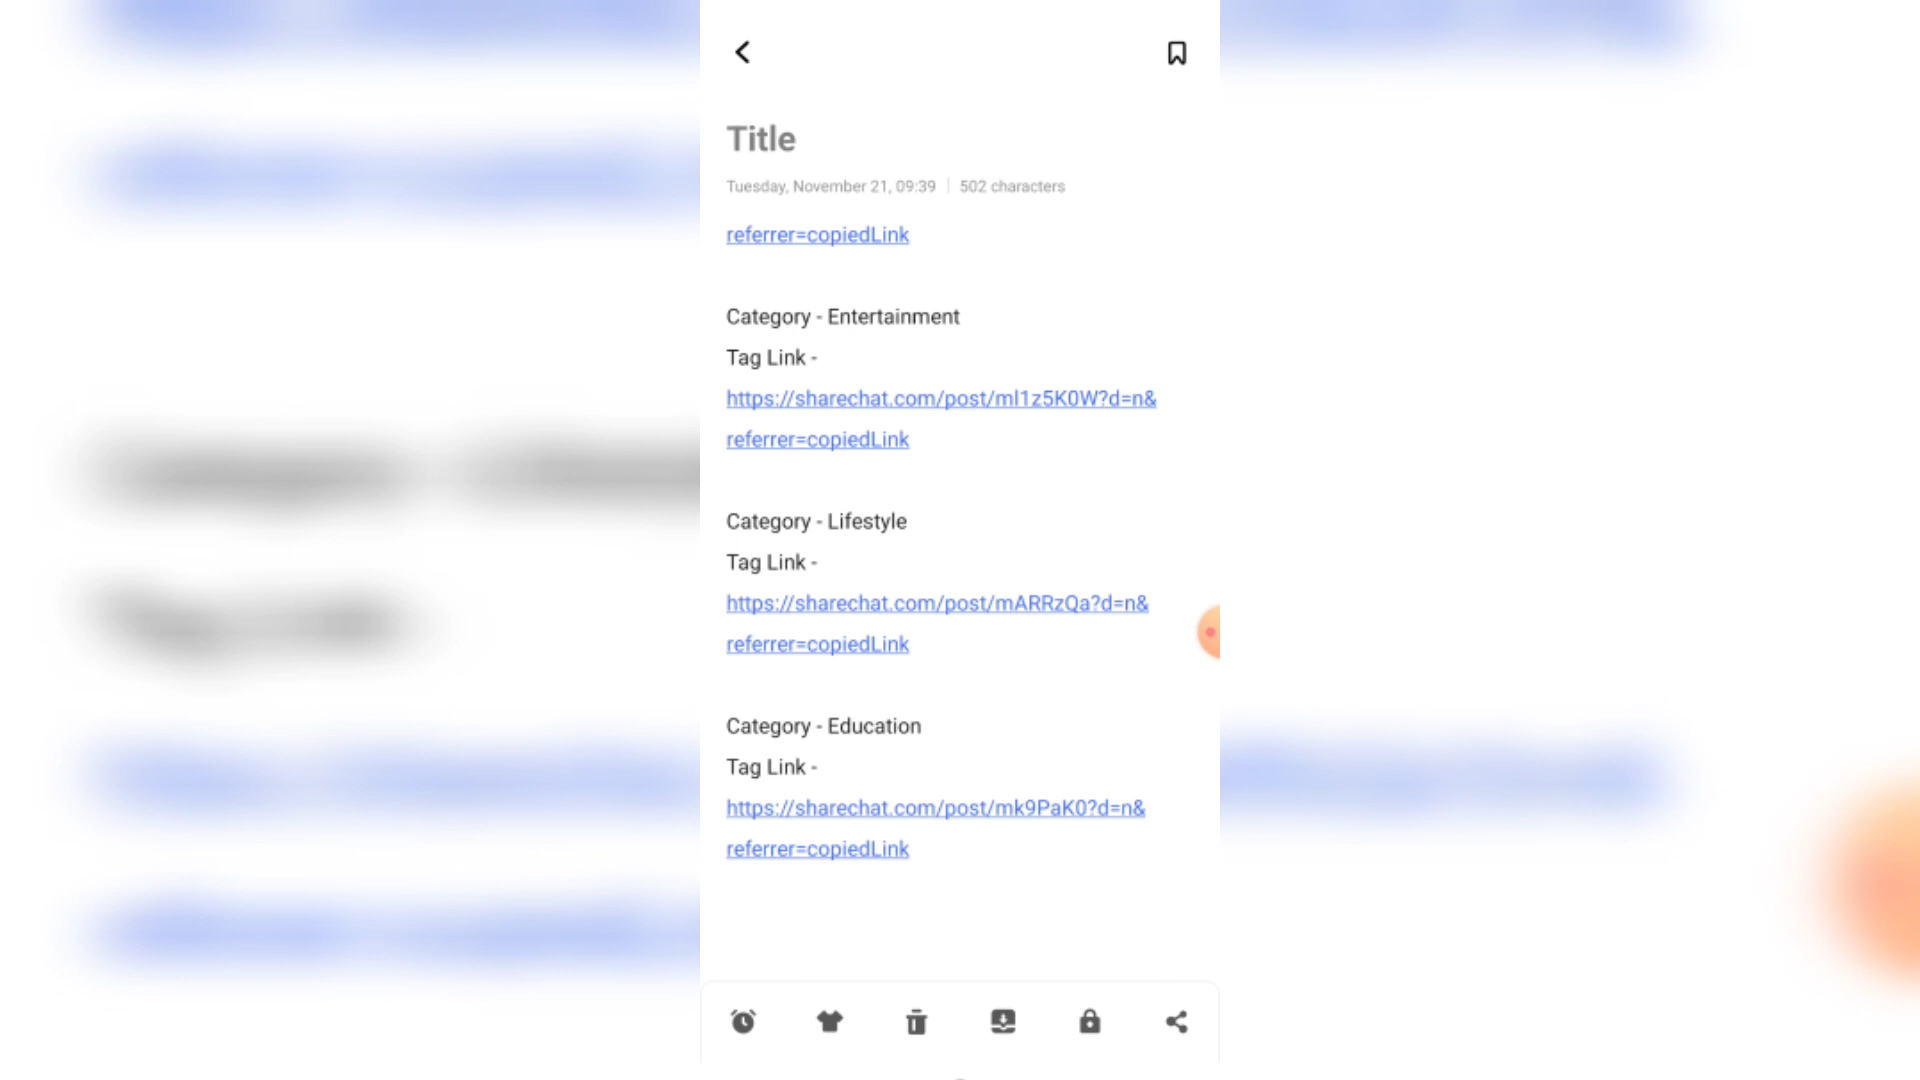 Title
Tuesday, November 21, 09:39 | 502 characters
referrer=copiedLink
Category - Entertainment
Tag Link -
https://sharechat.com/post/ml1z5K0W?d=n&
referrer=copiedLink
Category - Lifestyle
Tag Link -
https://sharechat.com/post/mARRzQa?d=n&
referrer=copiedLink
Category - Education
Tag Link -
https://sharechat.com/post/mk9PaK0?d=n&
referrer=copiedLink